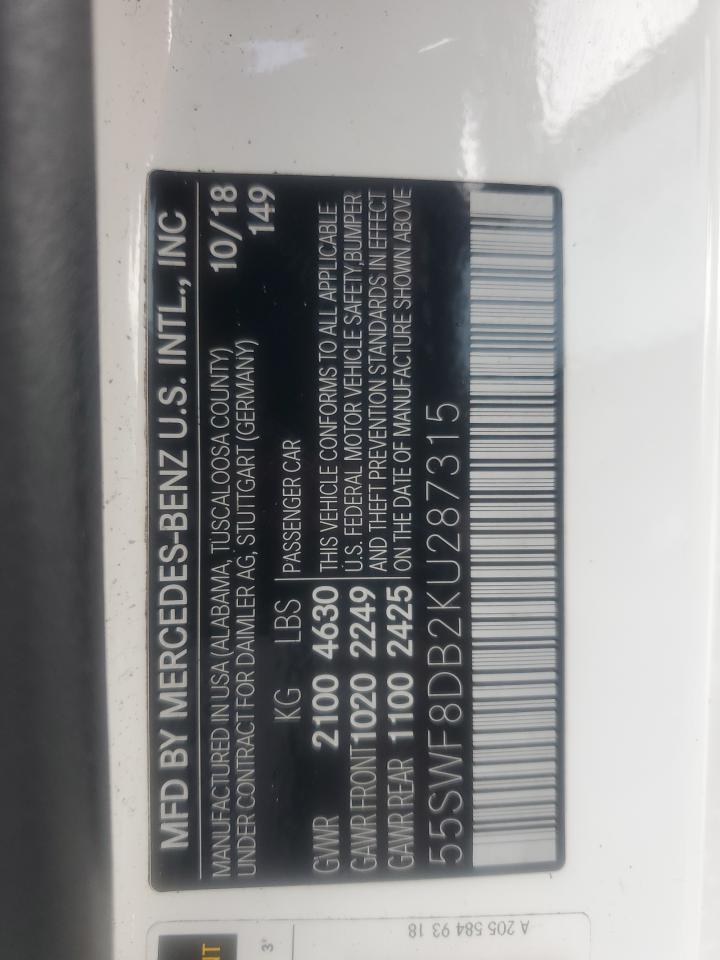 MFD BY MERCEDES-BENZ U.S. INTL., INC
MANUFACTURED IN USA (ALABAMA, TUSCALOOSA COUNTY) 10/18
UNDER CONTRACT FOR DAIMLER AG, STUTTGART (GERMANY) 149
KG LBS PASSENGER CAR
GVWR 2100 4630 THIS VEHICLE CONFORMS TO ALL APPLICABLE
GAWR FRONT 1020 2249 U.S. FEDERAL MOTOR VEHICLE SAFETY,BUMPER
GAWR REAR 1100 2425 AND THEFT PREVENTION STANDARDS IN EFFECT
ON THE DATE OF MANUFACTURE SHOWN ABOVE
55SWF8DB2KU287315
A 205 584 93 18